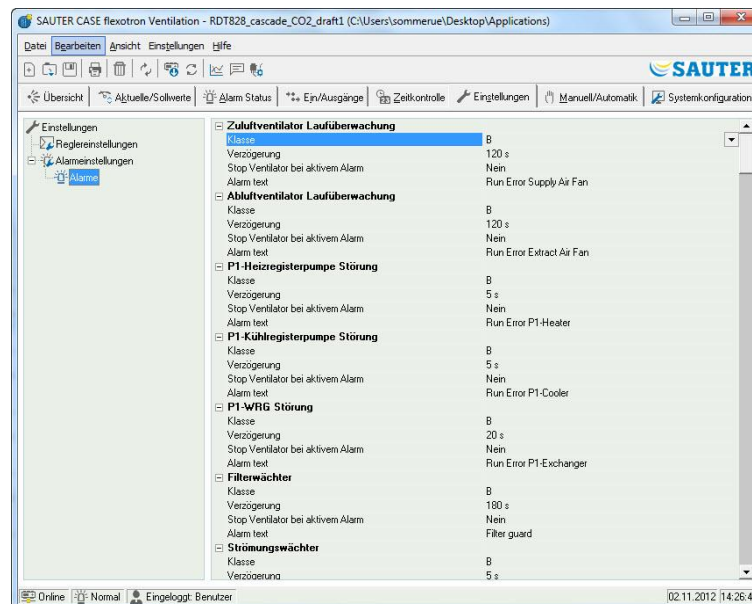 SAUTER CASE flexotron Ventilation - RDT828_cascade_CO2_draft1 (C:\Users\sommerue\Desktop\Applications)
Datei Bearbeiten Ansicht Einstellungen Hilfe
SAUTER
Übersicht Aktuelle/Sollwerte Alarm Status Ein/Ausgänge Zeitkontrolle Einstellungen Manuell/Automatik Systemkonfiguration
Einstellungen
Reglereinstellungen
Alarmeinstellungen
Alarme
Zuluftventilator Laufüberwachung
Klasse B
Verzögerung 120 s
Stop Ventilator bei aktivem Alarm Nein
Alarm text Run Error Supply Air Fan
Abluftventilator Laufüberwachung
Klasse B
Verzögerung 120 s
Stop Ventilator bei aktivem Alarm Nein
Alarm text Run Error Extract Air Fan
P1-Heizregisterpumpe Störung
Klasse B
Verzögerung 5 s
Stop Ventilator bei aktivem Alarm Nein
Alarm text Run Error P1-Heater
P1-Kühlregisterpumpe Störung
Klasse B
Verzögerung 5 s
Stop Ventilator bei aktivem Alarm Nein
Alarm text Run Error P1-Cooler
P1-WRG Störung
Klasse B
Verzögerung 20 s
Stop Ventilator bei aktivem Alarm Nein
Alarm text Run Error P1-Exchanger
Filterwächter
Klasse B
Verzögerung 180 s
Stop Ventilator bei aktivem Alarm Nein
Alarm text Filter guard
Strömungswächter
Klasse B
Verzögerung 5 s
Online Normal Eingeloggt: Benutzer 02.11.2012 14:26:4